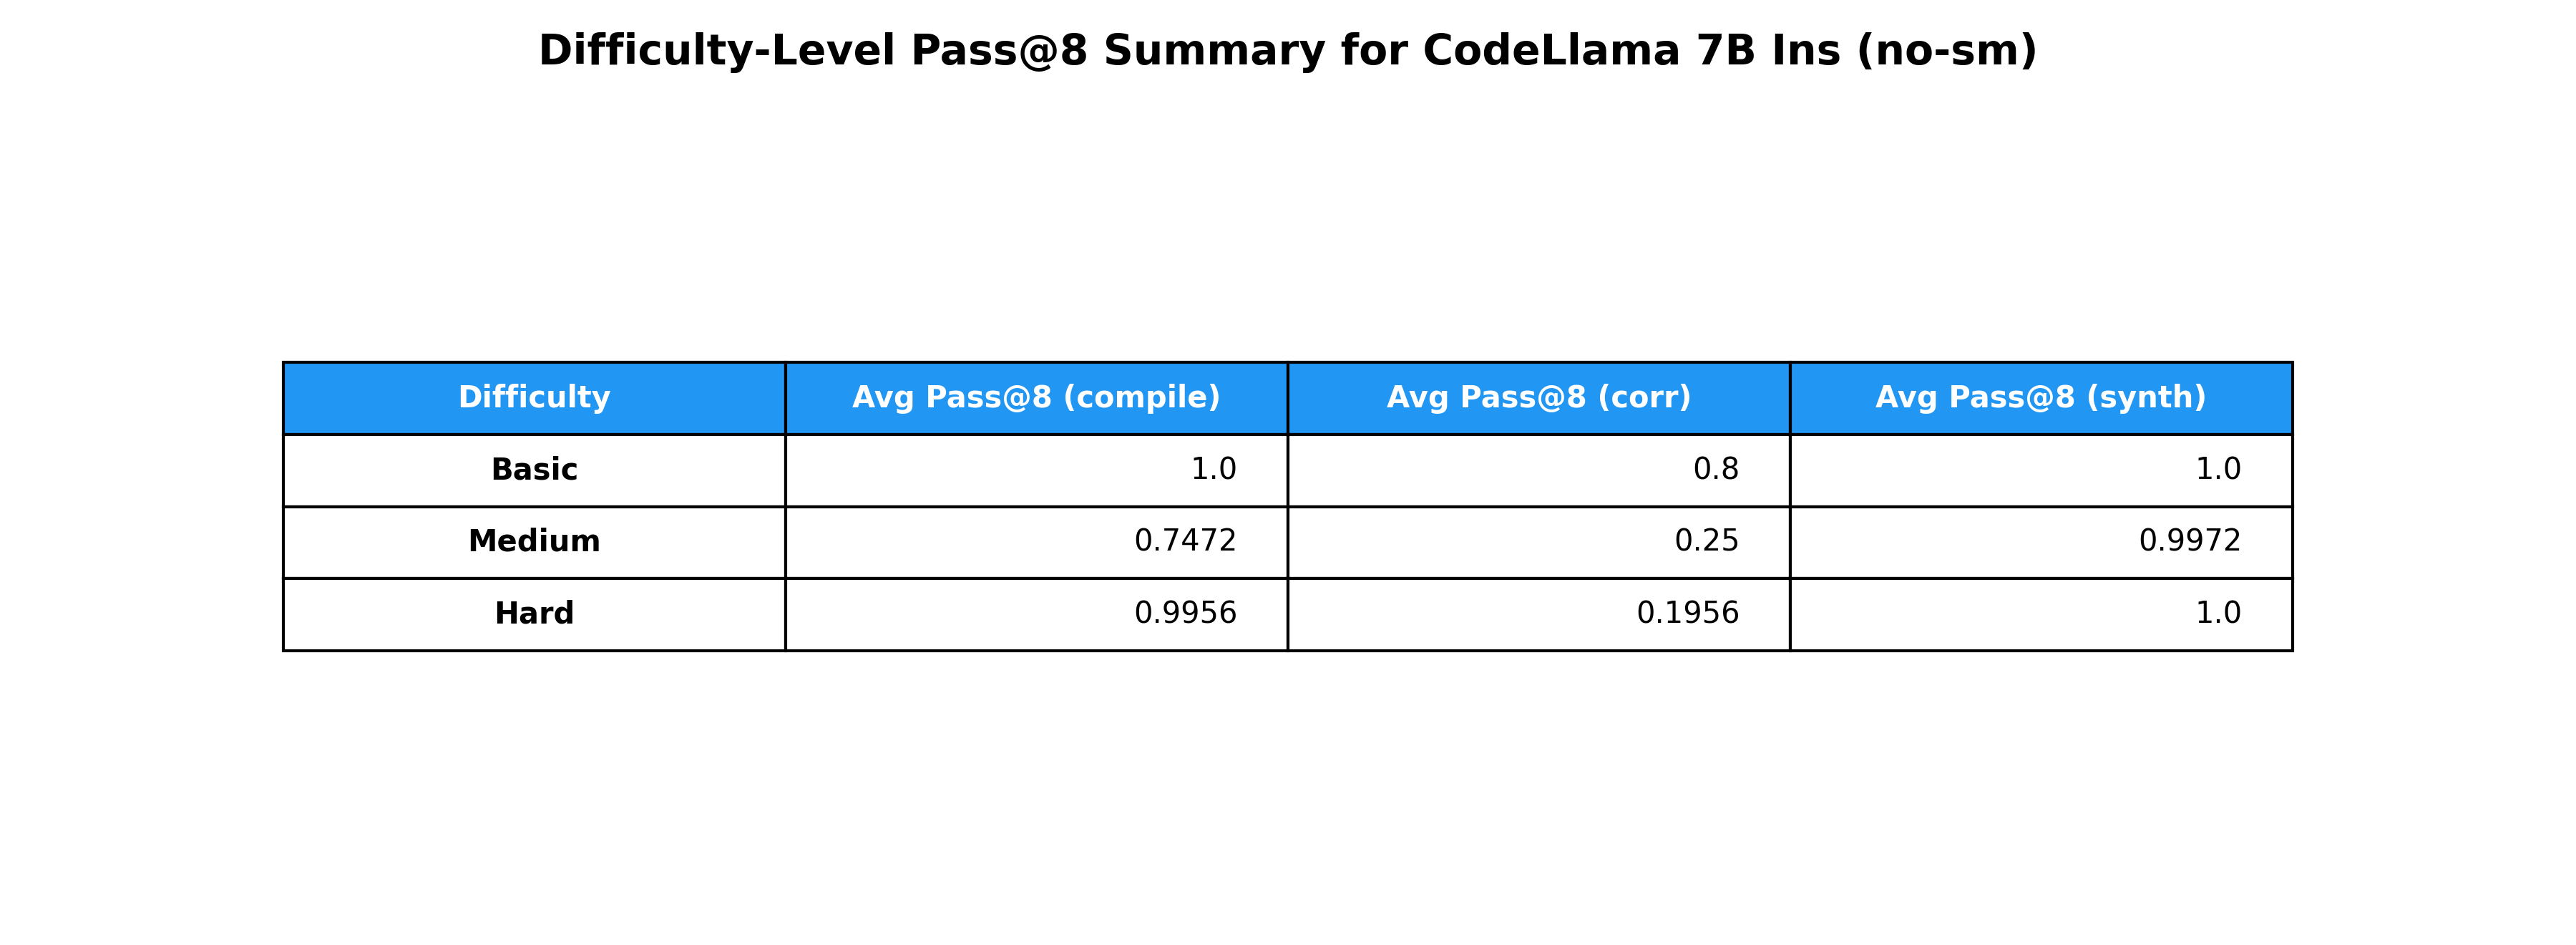 Difficulty-Level Pass@8 Summary for CodeLlama 7B Ins (no-sm)
Difficulty Avg Pass@8 (compile) Avg Pass@8 (corr) Avg Pass@8 (synth)
Basic 1.0 0.8 1.0
Medium 0.7472 0.25 0.9972
Hard 0.9956 0.1956 1.0